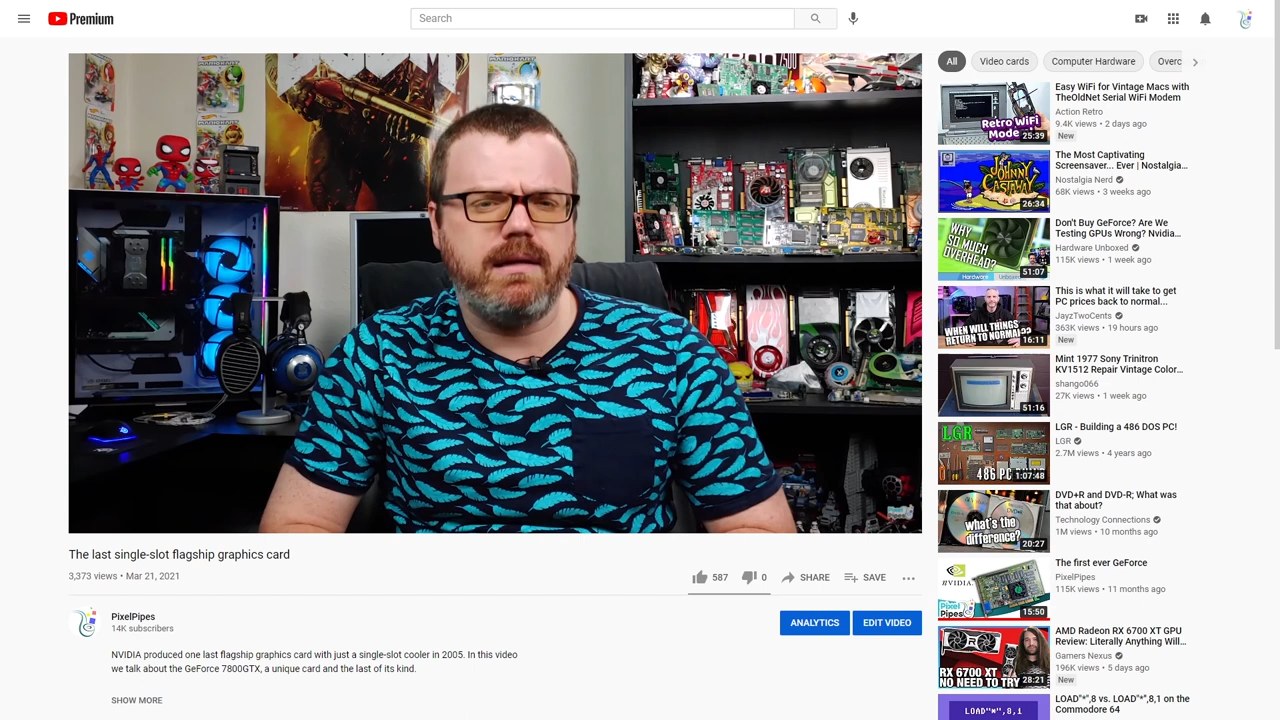 Premium
Search
All
Video cards
Computer Hardware
Overc
MARIOKART
Easy WiFi for Vintage Macs with
TheOldNet Serial WiFi Modem
Action Retro
9.4K views • 2 days ago
New
Retro WiFi
Mode
25:39
The Most Captivating
Screensaver... Ever | Nostalgia...
Nostalgia Nerd
68K views • 3 weeks ago
JOHNNY
CASTAWAY
26:34
Don't Buy GeForce? Are We
Testing GPUs Wrong? Nvidia...
Hardware Unboxed
115K views • 1 week ago
WHY
SO MUCH
OVERHEAD?
Hardware
51:07
This is what it will take to get
PC prices back to normal...
JayzTwoCents
363K views • 19 hours ago
New
WHEN WILL THINGS
RETURN TO NORMAL??
16:11
Mint 1977 Sony Trinitron
KV1512 Repair Vintage Color...
shango066
27K views • 1 week ago
51:16
LGR - Building a 486 DOS PC!
LGR
2.7M views • 4 years ago
LGR
486 PC
1:07:48
DVD+R and DVD-R; What was
that about?
Technology Connections
1M views • 10 months ago
what's the
difference?
20:27
The first ever GeForce
PixelPipes
115K views • 11 months ago
NVIDIA
Pixel
Pipes
15:50
AMD Radeon RX 6700 XT GPU
Review: Literally Anything Will...
Gamers Nexus
196K views • 5 days ago
New
RX 6700 XT
NO NEED TO TRY
28:21
LOAD"*",8 vs. LOAD"*",8,1 on the
Commodore 64
LOAD"*",8,1
Pixel
Pipes
The last single-slot flagship graphics card
3,373 views • Mar 21, 2021
587
0
SHARE
SAVE
PixelPipes
14K subscribers
ANALYTICS
EDIT VIDEO
NVIDIA produced one last flagship graphics card with just a single-slot cooler in 2005. In this video
we talk about the GeForce 7800GTX, a unique card and the last of its kind.
SHOW MORE